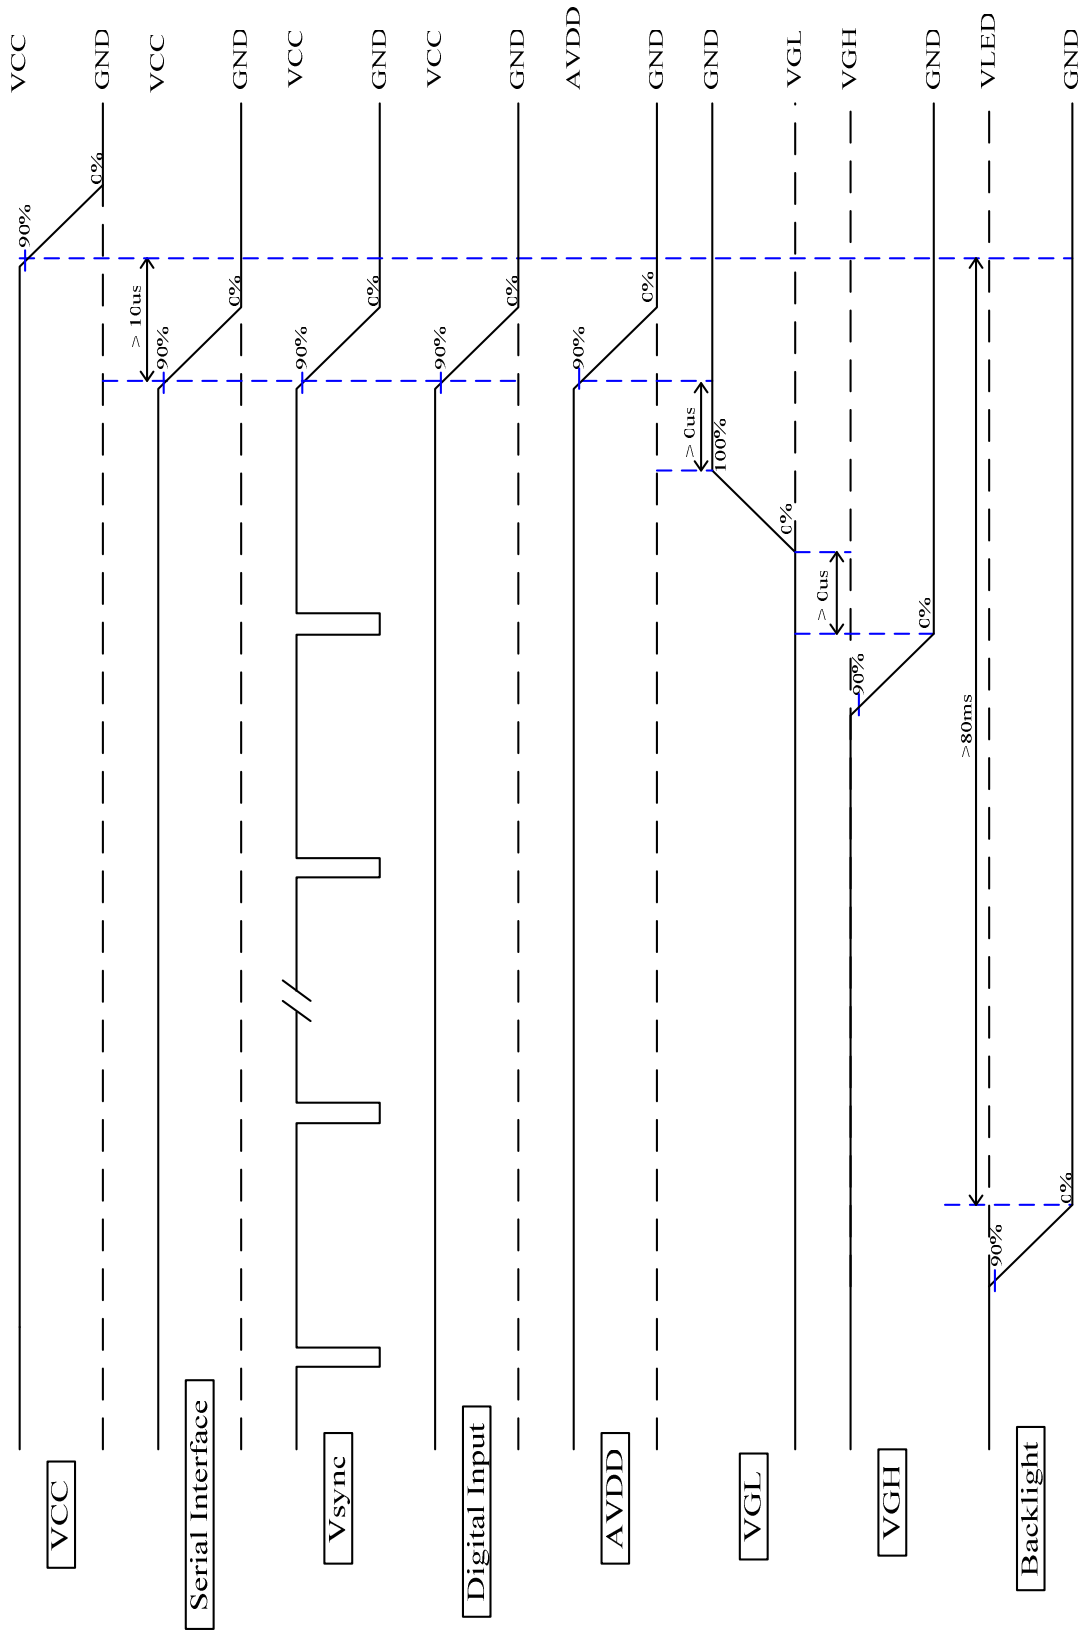 VCC
VCC
90%
0%
GND
> 10us
Serial Interface
VCC
90%
0%
GND
Vsync
VCC
90%
0%
GND
Digital Input
VCC
90%
0%
GND
AVDD
AVDD
90%
0%
GND
> 0us
VGL
GND
100%
0%
VGL
> 0us
VGH
VGH
90%
0%
GND
>80ms
Backlight
VLED
90%
0%
GND